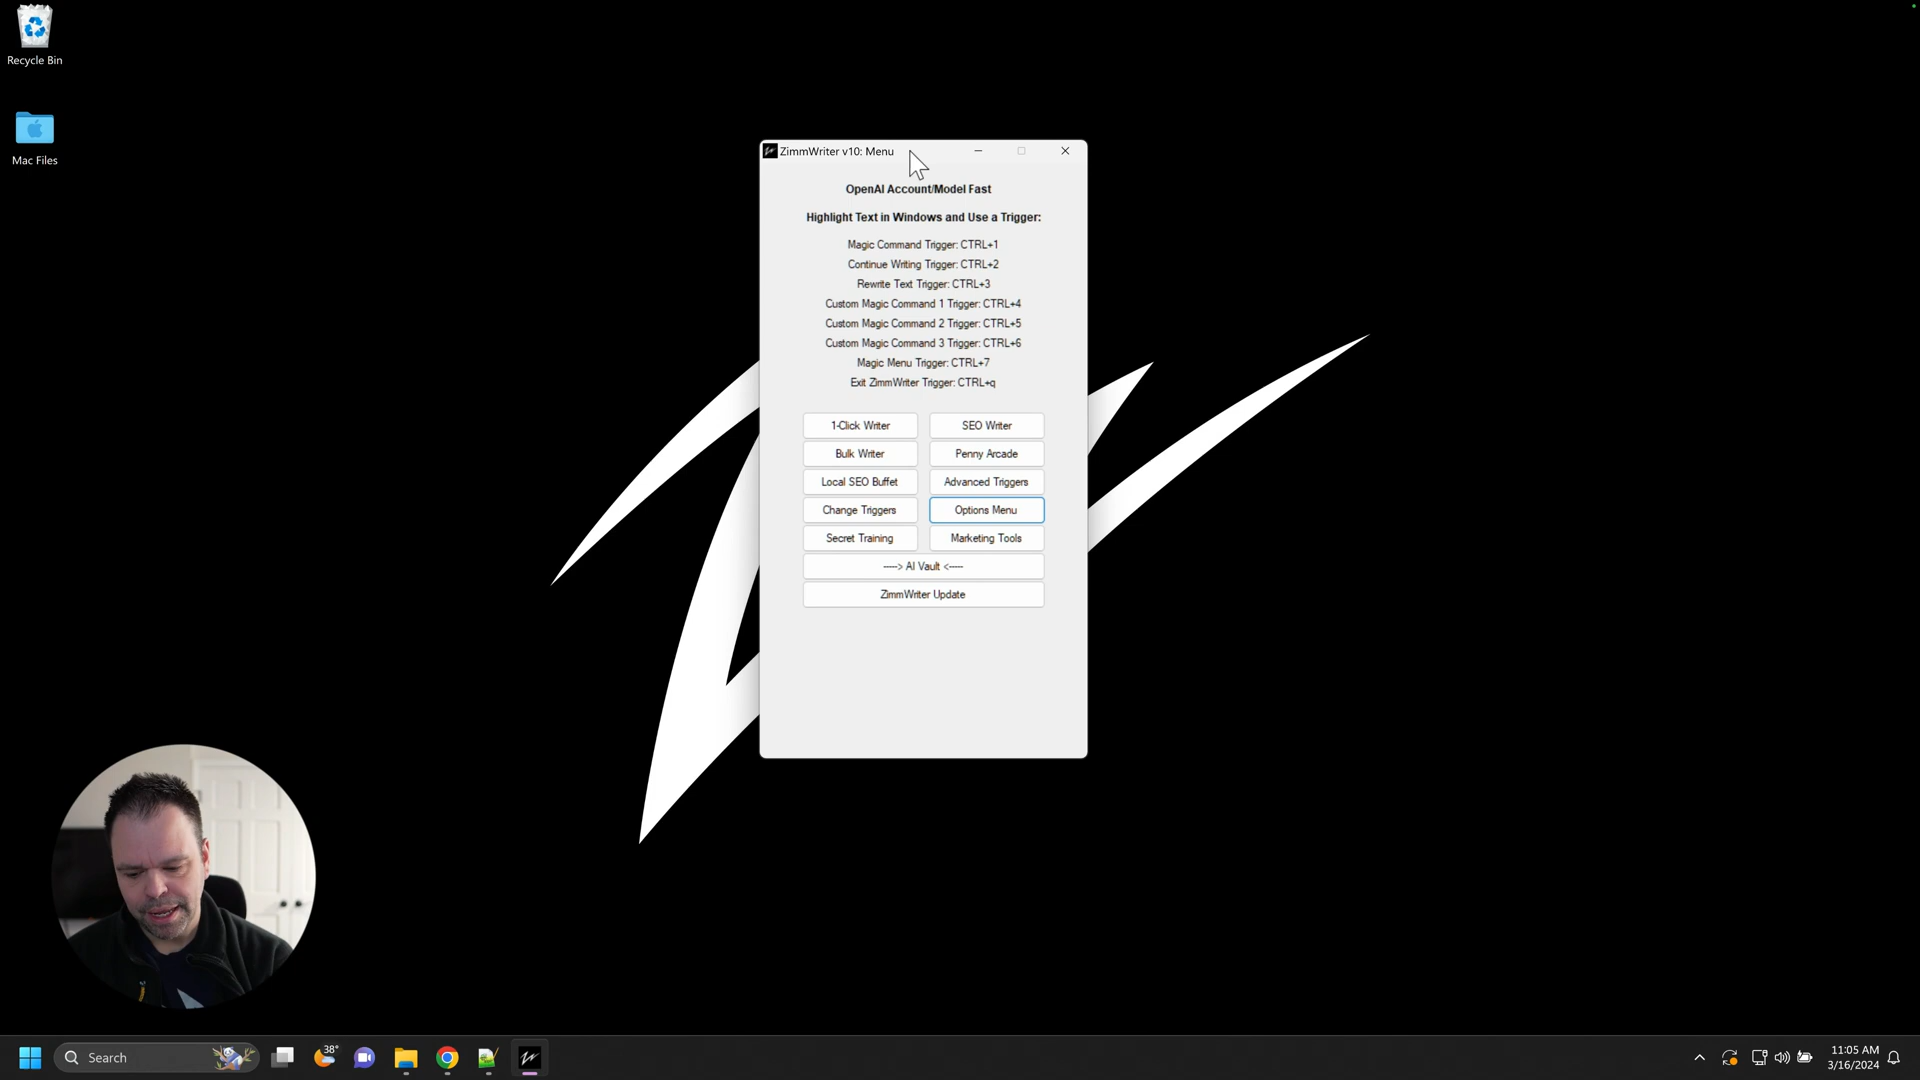 Recycle Bin
Mac Files
ZimmWriter v10: Menu
OpenAI Account/Model Fast
Highlight Text in Windows and Use a Trigger:
Magic Command Trigger: CTRL+1
Continue Writing Trigger: CTRL+2
Rewrite Text Trigger: CTRL+3
Custom Magic Command 1 Trigger: CTRL+4
Custom Magic Command 2 Trigger: CTRL+5
Custom Magic Command 3 Trigger: CTRL+6
Magic Menu Trigger: CTRL+7
Exit ZimmWriter Trigger: CTRL+q
1-Click Writer SEO Writer
Bulk Writer Penny Arcade
Local SEO Buffet Advanced Triggers
Change Triggers Options Menu
Secret Training Marketing Tools
-----> AI Vault <-----
ZimmWriter Update
Search 38° 11:05 AM
3/16/2024